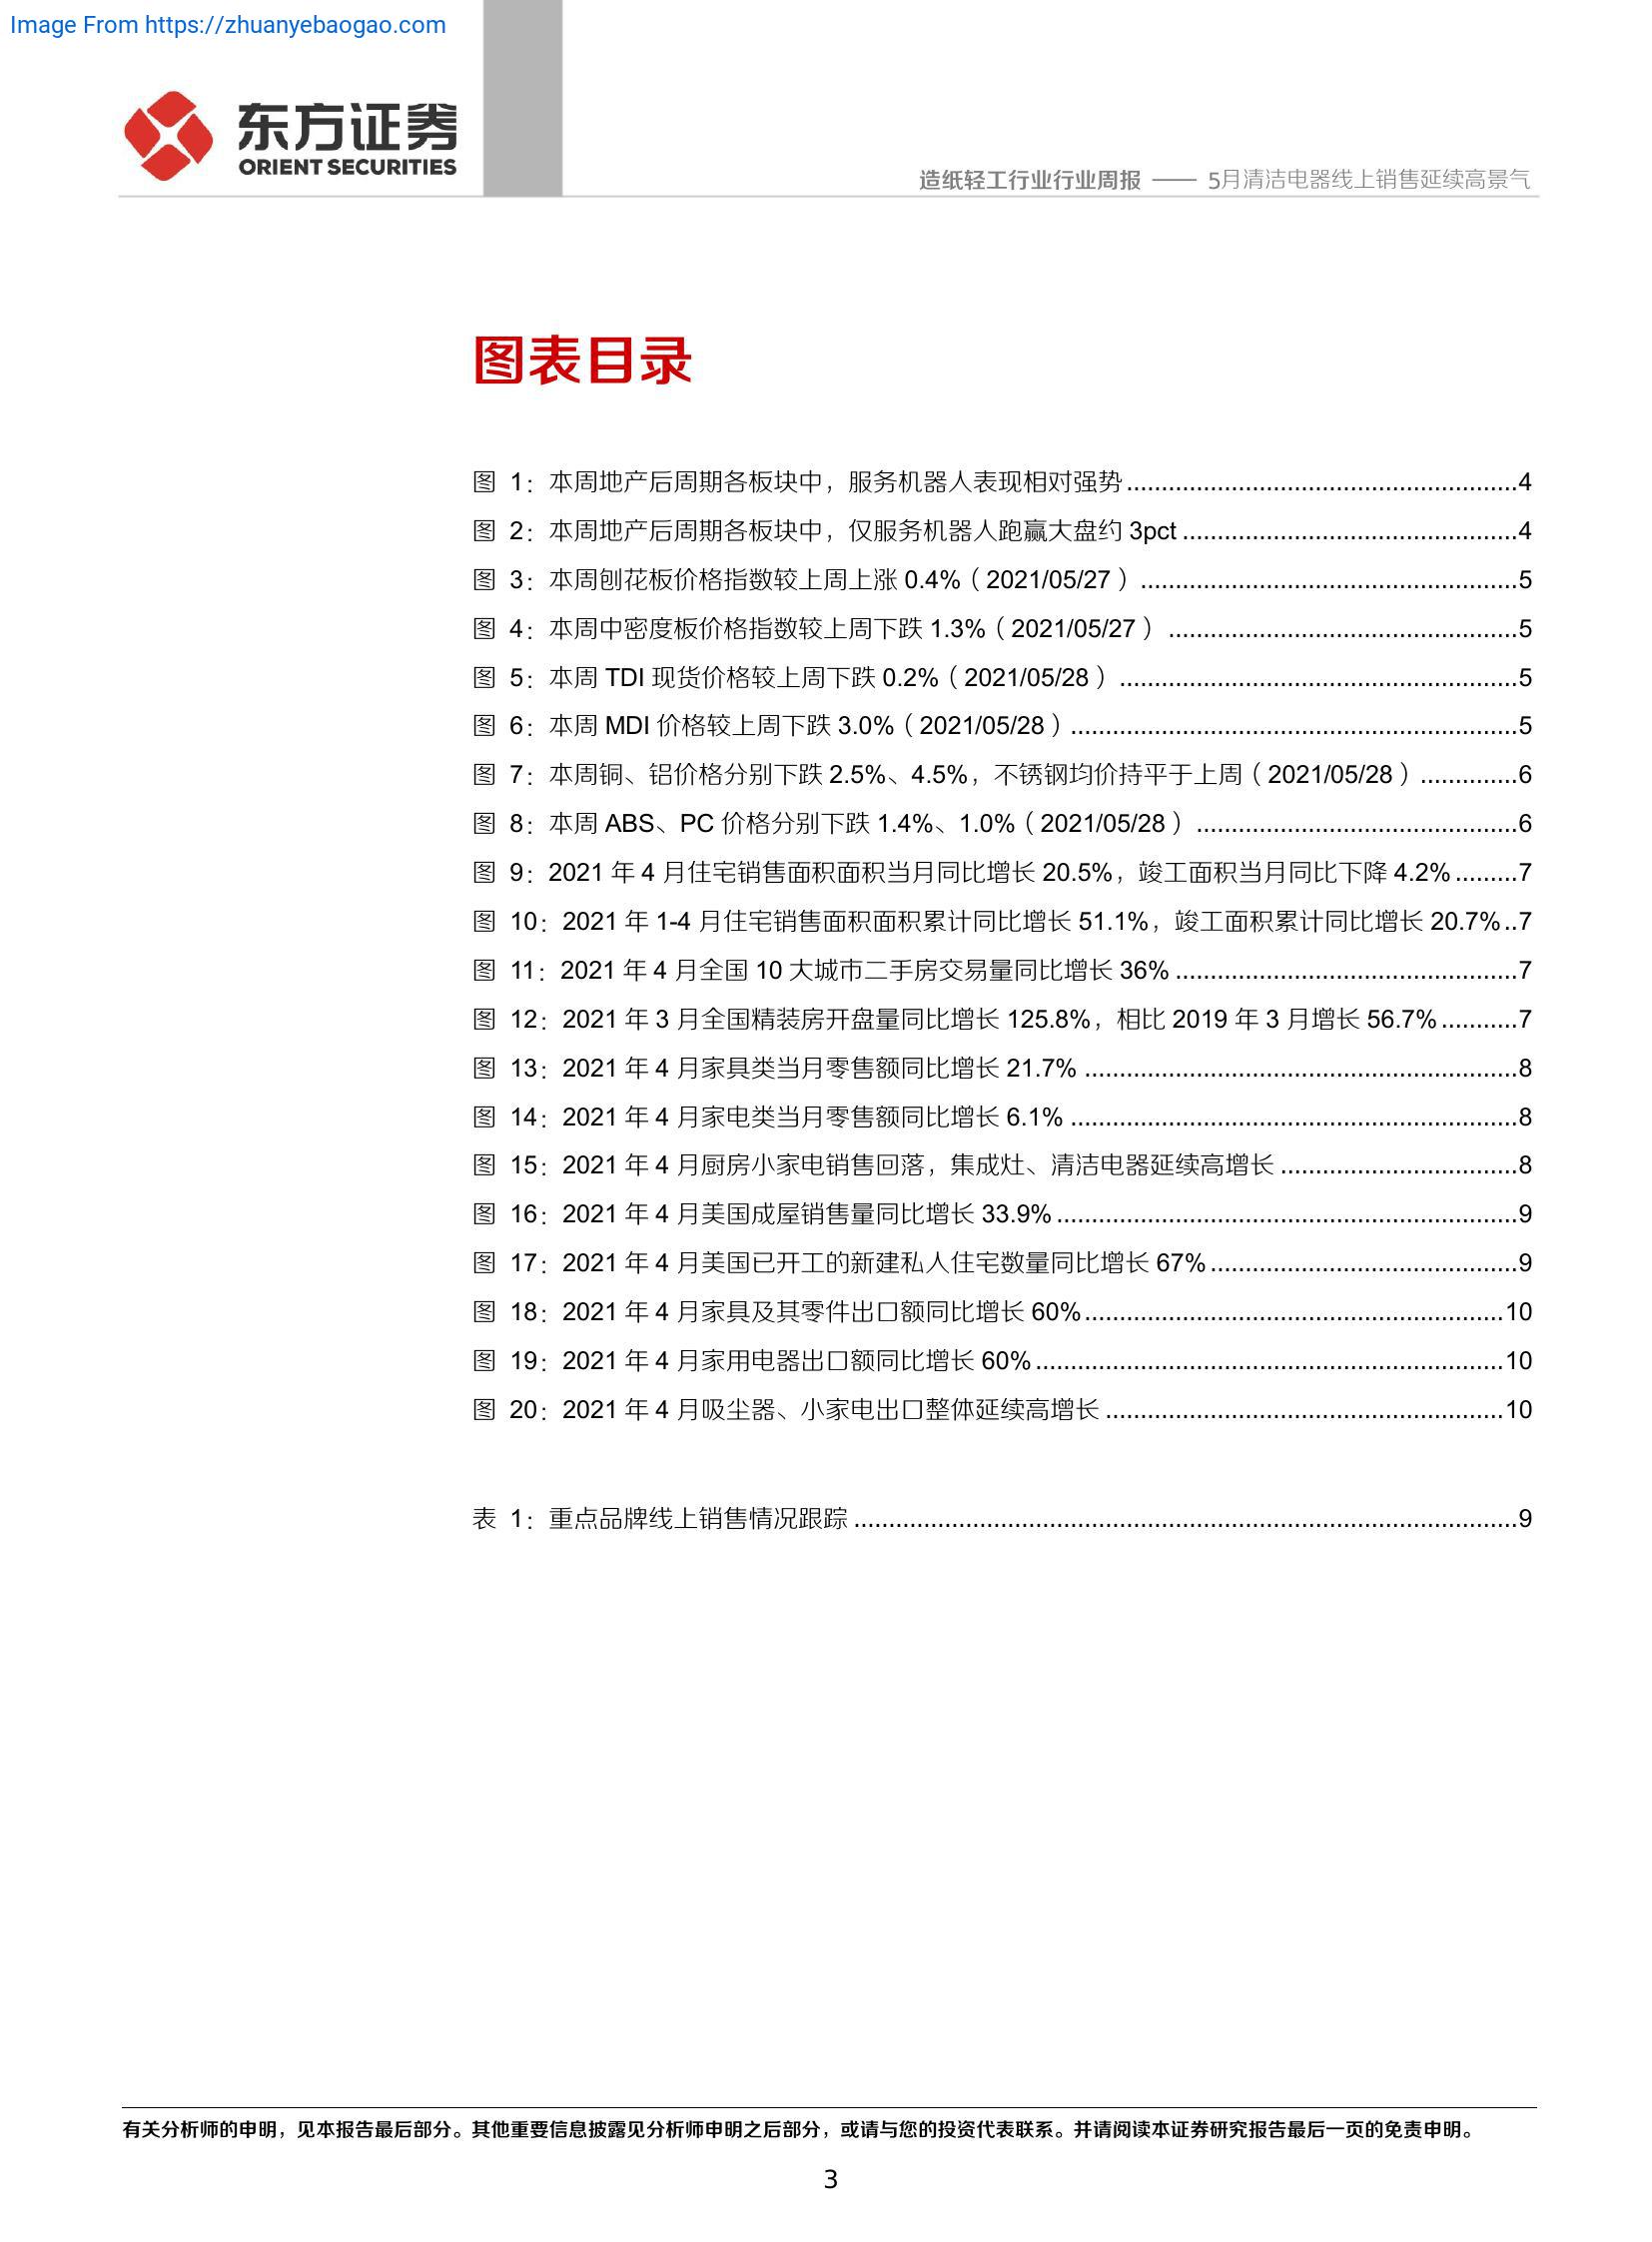 Image From https://zhuanyebaogao.com
东方证券
ORIENT SECURITIES
造纸轻工行业行业周报 —— 5月清洁电器线上销售延续高景气
图表目录
图 1：本周地产后周期各板块中，服务机器人表现相对强势........................................................4
图 2：本周地产后周期各板块中，仅服务机器人跑赢大盘约 3pct ................................................4
图 3：本周刨花板价格指数较上周上涨 0.4%（2021/05/27）......................................................5
图 4：本周中密度板价格指数较上周下跌 1.3%（2021/05/27） ..................................................5
图 5：本周 TDI 现货价格较上周下跌 0.2%（2021/05/28） .........................................................5
图 6：本周 MDI 价格较上周下跌 3.0%（2021/05/28）................................................................5
图 7：本周铜、铝价格分别下跌 2.5%、4.5%，不锈钢均价持平于上周（2021/05/28）..............6
图 8：本周 ABS、PC 价格分别下跌 1.4%、1.0%（2021/05/28） ..............................................6
图 9：2021 年 4 月住宅销售面积面积当月同比增长 20.5%，竣工面积当月同比下降 4.2% .........7
图 10：2021 年 1-4 月住宅销售面积面积累计同比增长 51.1%，竣工面积累计同比增长 20.7%..7
图 11：2021 年 4 月全国 10 大城市二手房交易量同比增长 36% .................................................7
图 12：2021 年 3 月全国精装房开盘量同比增长 125.8%，相比 2019 年 3 月增长 56.7%...........7
图 13：2021 年 4 月家具类当月零售额同比增长 21.7% ..............................................................8
图 14：2021 年 4 月家电类当月零售额同比增长 6.1% ................................................................8
图 15：2021 年 4 月厨房小家电销售回落，集成灶、清洁电器延续高增长 ..................................8
图 16：2021 年 4 月美国成屋销售量同比增长 33.9%..................................................................9
图 17：2021 年 4 月美国已开工的新建私人住宅数量同比增长 67%............................................9
图 18：2021 年 4 月家具及其零件出口额同比增长 60%............................................................10
图 19：2021 年 4 月家用电器出口额同比增长 60%...................................................................10
图 20：2021 年 4 月吸尘器、小家电出口整体延续高增长 .........................................................10
表 1：重点品牌线上销售情况跟踪 ...............................................................................................9
有关分析师的申明，见本报告最后部分。其他重要信息披露见分析师申明之后部分，或请与您的投资代表联系。并请阅读本证券研究报告最后一页的免责申明。
3